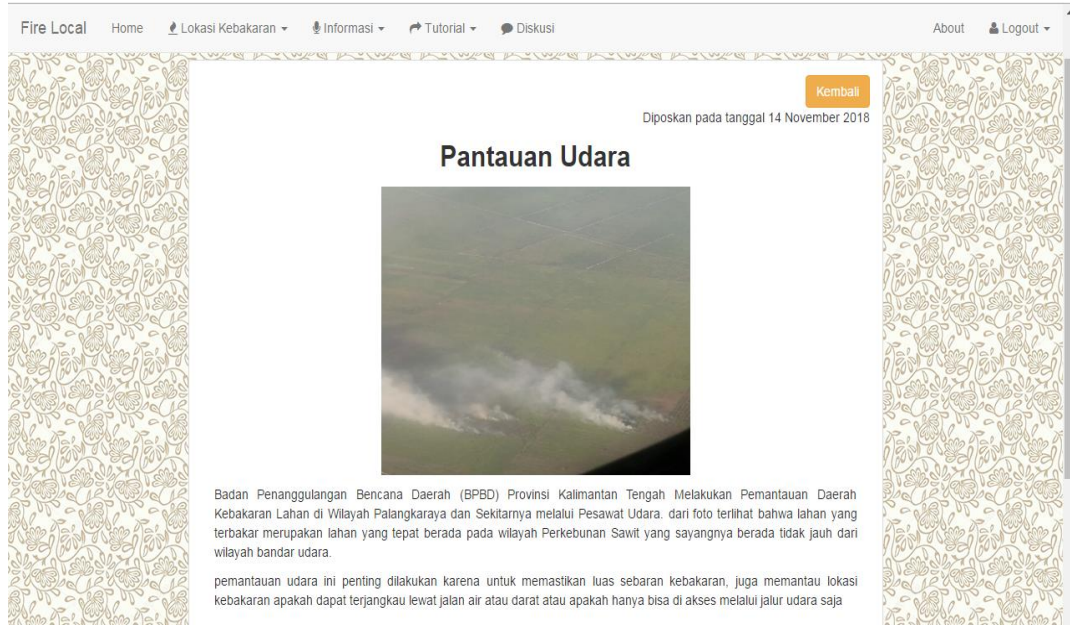 Fire Local Home Lokasi Kebakaran Informasi Tutorial Diskusi About Logout
Kembali
Diposkan pada tanggal 14 November 2018
Pantauan Udara
Badan Penanggulangan Bencana Daerah (BPBD) Provinsi Kalimantan Tengah Melakukan Pemantauan Daerah
Kebakaran Lahan di Wilayah Palangkaraya dan Sekitarnya melalui Pesawat Udara. dari foto terlihat bahwa lahan yang
terbakar merupakan lahan yang tepat berada pada wilayah Perkebunan Sawit yang sayangnya berada tidak jauh dari
wilayah bandar udara.
pemantauan udara ini penting dilakukan karena untuk memastikan luas sebaran kebakaran, juga memantau lokasi
kebakaran apakah dapat terjangkau lewat jalan air atau darat atau apakah hanya bisa di akses melalui jalur udara saja